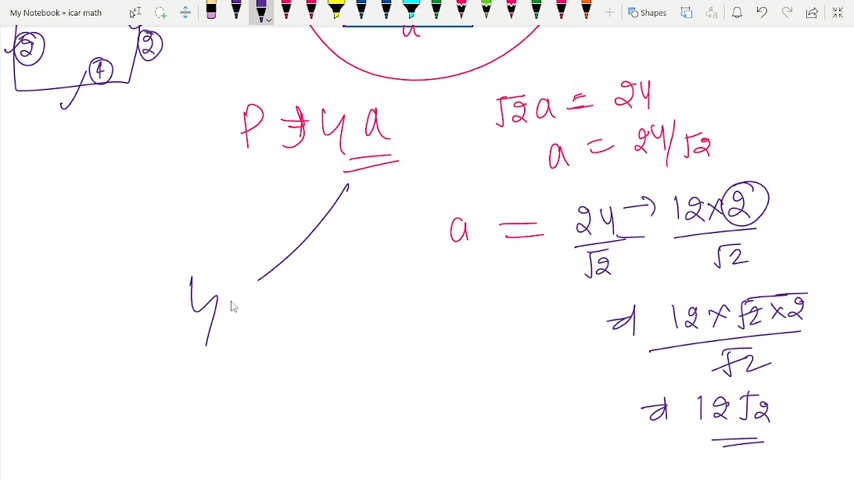 My Notebook » icar math
Shapes
2
2
4
a
P ⇒ 4a
√2a = 24
a = 24/√2
a = 24/√2 → 12×2/√2
⇒ 12×√2×2/√2
⇒ 12√2
4